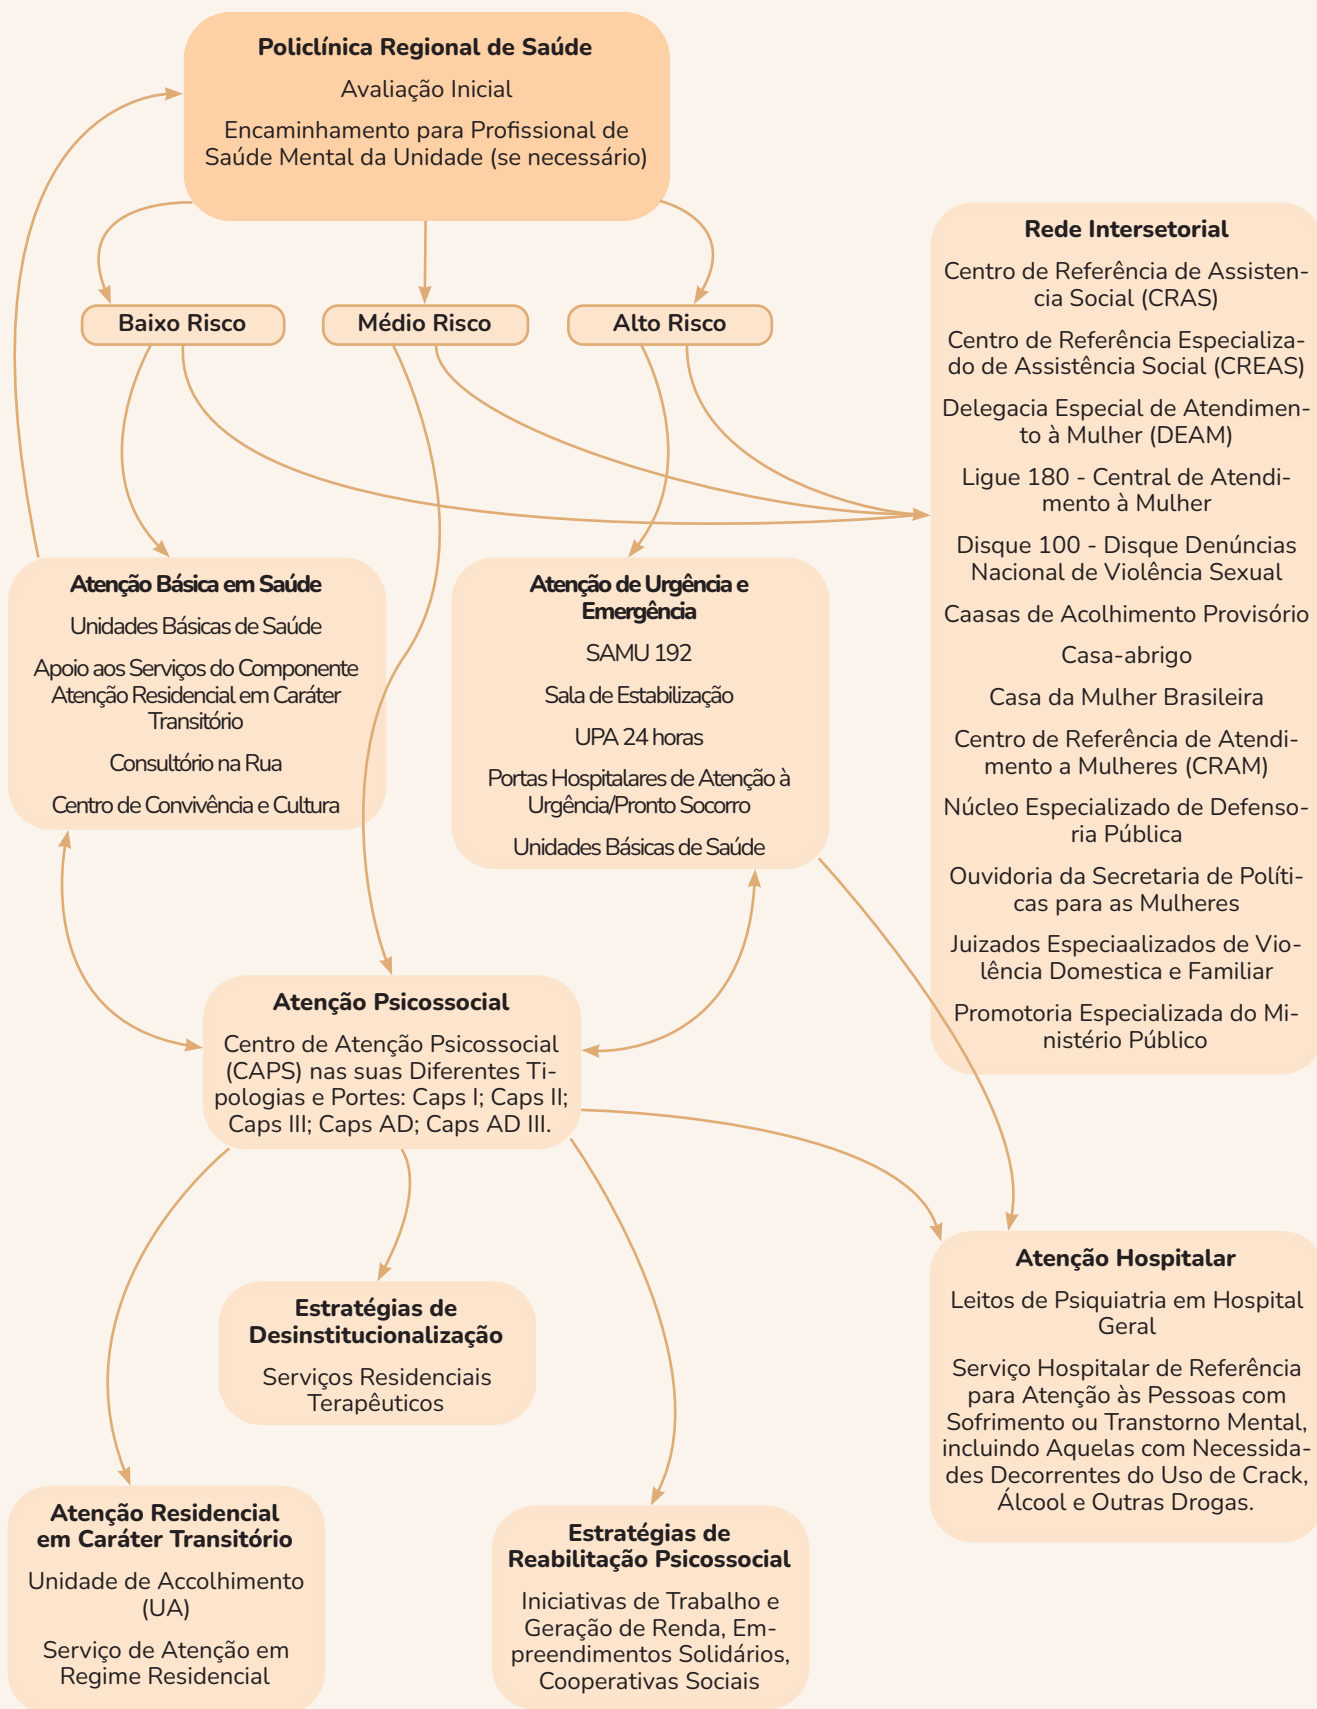 Policlínica Regional de Saúde
Avaliação Inicial
Encaminhamento para Profissional de
Saúde Mental da Unidade (se necessário)
Baixo Risco
Médio Risco
Alto Risco
Rede Intersetorial
Centro de Referência de Assisten-
cia Social (CRAS)
Centro de Referência Especializa-
do de Assistência Social (CREAS)
Delegacia Especial de Atendimen-
to à Mulher (DEAM)
Ligue 180 - Central de Atendi-
mento à Mulher
Disque 100 - Disque Denúncias
Nacional de Violência Sexual
Caasas de Acolhimento Provisório
Casa-abrigo
Casa da Mulher Brasileira
Centro de Referência de Atendi-
mento a Mulheres (CRAM)
Núcleo Especializado de Defenso-
ria Pública
Ouvidoria da Secretaria de Políti-
cas para as Mulheres
Juizados Especiaalizados de Vio-
lência Domestica e Familiar
Promotoria Especializada do Mi-
nistério Público
Atenção Básica em Saúde
Unidades Básicas de Saúde
Apoio aos Serviços do Componente
Atenção Residencial em Caráter
Transitório
Consultório na Rua
Centro de Convivência e Cultura
Atenção de Urgência e
Emergência
SAMU 192
Sala de Estabilização
UPA 24 horas
Portas Hospitalares de Atenção à
Urgência/Pronto Socorro
Unidades Básicas de Saúde
Atenção Psicossocial
Centro de Atenção Psicossocial
(CAPS) nas suas Diferentes Ti-
pologias e Portes: Caps I; Caps II;
Caps III; Caps AD; Caps AD III.
Estratégias de
Desinstitucionalização
Serviços Residenciais
Terapêuticos
Atenção Hospitalar
Leitos de Psiquiatria em Hospital
Geral
Serviço Hospitalar de Referência
para Atenção às Pessoas com
Sofrimento ou Transtorno Mental,
incluindo Aquelas com Necessida-
des Decorrentes do Uso de Crack,
Álcool e Outras Drogas.
Atenção Residencial
em Caráter Transitório
Unidade de Accolhimento
(UA)
Serviço de Atenção em
Regime Residencial
Estratégias de
Reabilitação Psicossocial
Iniciativas de Trabalho e
Geração de Renda, Em-
preendimentos Solidários,
Cooperativas Sociais